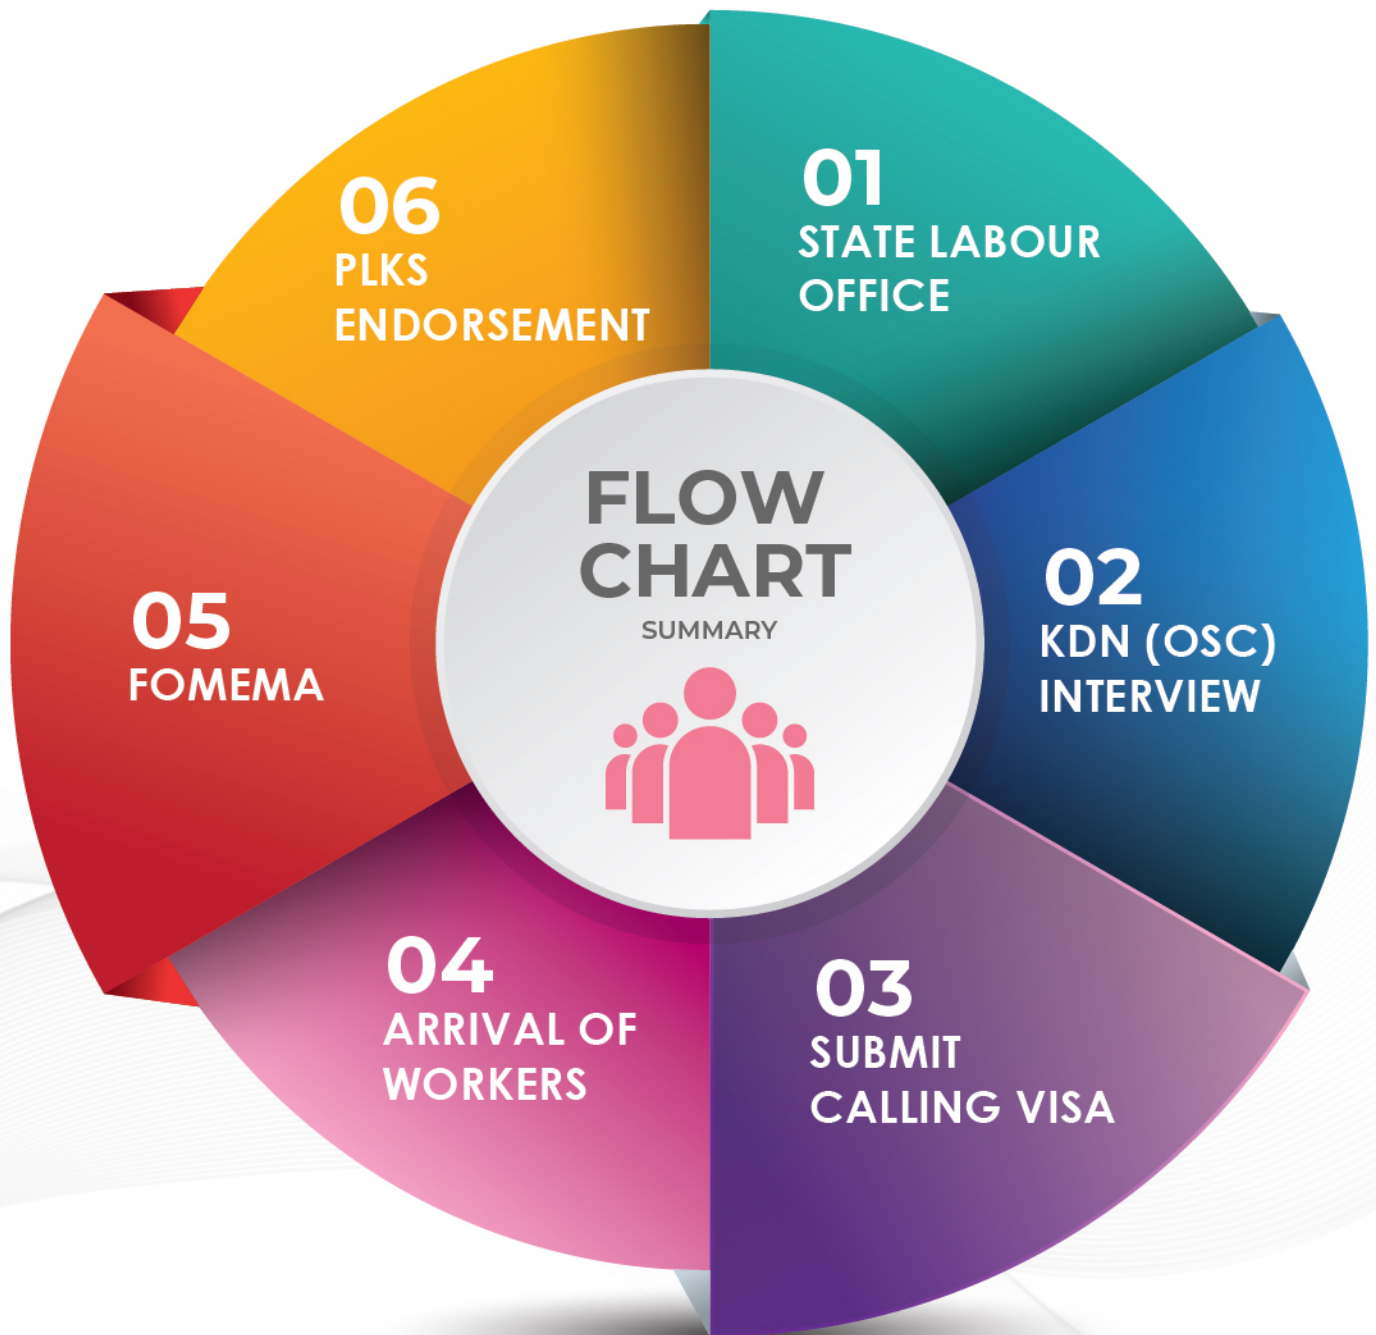 FLOW
CHART
SUMMARY
01
STATE LABOUR
OFFICE
02
KDN (OSC)
INTERVIEW
03
SUBMIT
CALLING VISA
04
ARRIVAL OF
WORKERS
05
FOMEMA
06
PLKS
ENDORSEMENT